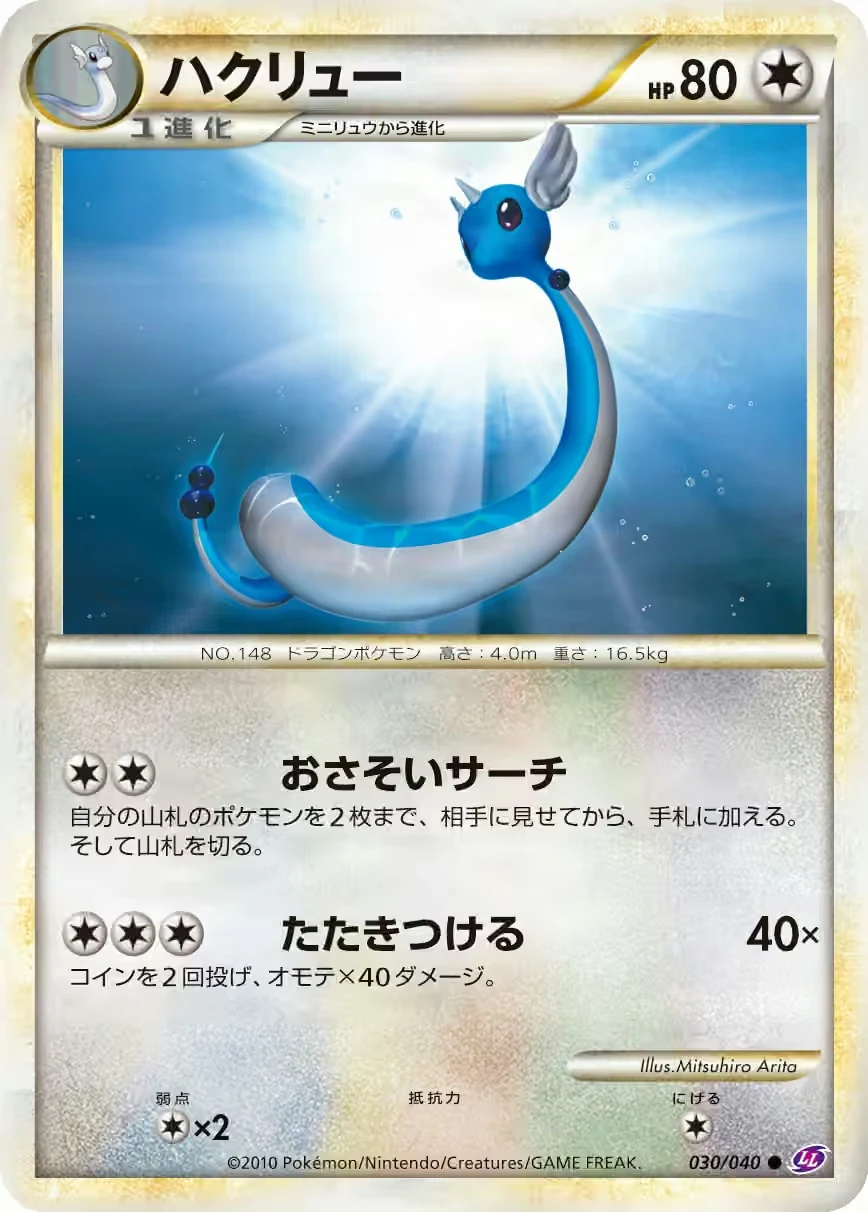 ハクリュー
HP80
1進化
ミニリュウから進化
NO.148 ドラゴンポケモン 高さ：4.0m 重さ：16.5kg
おさそいサーチ
自分の山札のポケモンを2枚まで、相手に見せてから、手札に加える。
そして山札を切る。
たたきつける 40×
コインを2回投げ、オモテ×40ダメージ。
Illus.Mitsuhiro Arita
弱点 抵抗力 にげる
×2
©2010 Pokémon/Nintendo/Creatures/GAME FREAK. 030/040 LL